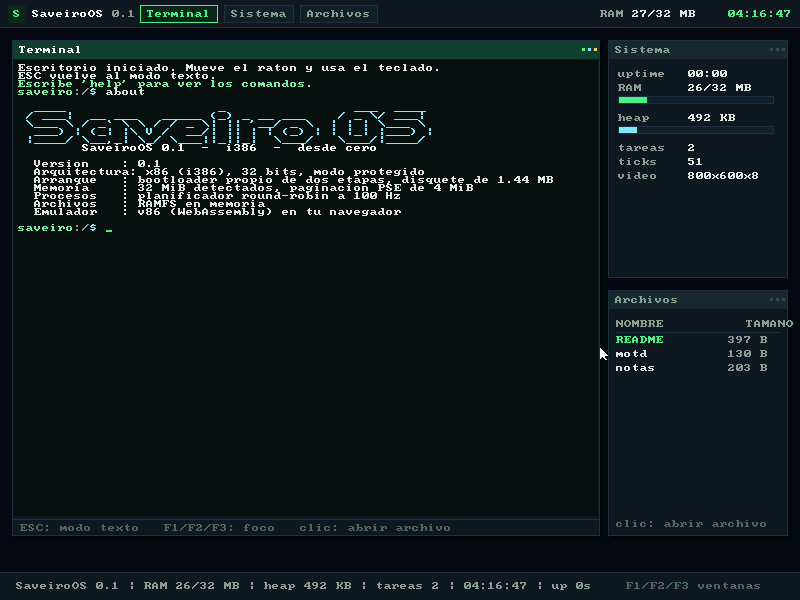 S SaveiroOS 0.1 Terminal Sistema Archivos RAM 27/32 MB 04:16:47
Terminal
Escritorio iniciado. Mueve el raton y usa el teclado.
ESC vuelve al modo texto.
Escribe 'help' para ver los comandos.
saveiro:/$ about
Saveiro OS
SaveiroOS 0.1 - i386 - desde cero
Version : 0.1
Arquitectura: x86 (i386), 32 bits, modo protegido
Arranque : bootloader propio de dos etapas, disquete de 1.44 MB
Memoria : 32 MiB detectados, paginacion PSE de 4 MiB
Procesos : planificador round-robin a 100 Hz
Archivos : RAMFS en memoria
Emulador : v86 (WebAssembly) en tu navegador
saveiro:/$ _
ESC: modo texto F1/F2/F3: foco clic: abrir archivo
Sistema
uptime 00:00
RAM 26/32 MB
heap 492 KB
tareas 2
ticks 51
video 800x600x8
Archivos
NOMBRE TAMANO
README 397 B
motd 130 B
notas 203 B
clic: abrir archivo
SaveiroOS 0.1 ¦ RAM 26/32 MB ¦ heap 492 KB ¦ tareas 2 ¦ 04:16:47 ¦ up 0s F1/F2/F3 ventanas